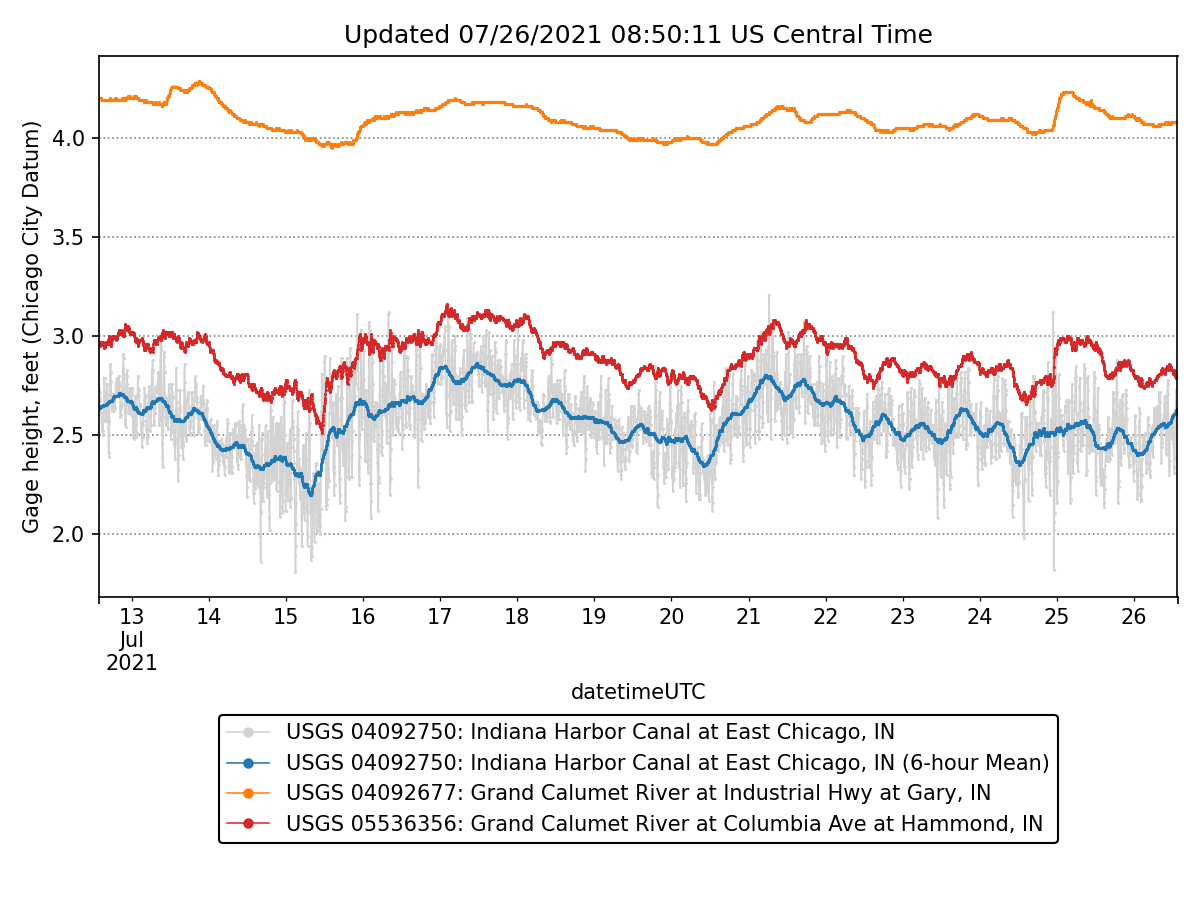 Updated 07/26/2021 08:50:11 US Central Time
Gage height, feet (Chicago City Datum)
4.0
3.5
3.0
2.5
2.0
13 14 15 16 17 18 19 20 21 22 23 24 25 26
Jul
2021
datetimeUTC
USGS 04092750: Indiana Harbor Canal at East Chicago, IN
USGS 04092750: Indiana Harbor Canal at East Chicago, IN (6-hour Mean)
USGS 04092677: Grand Calumet River at Industrial Hwy at Gary, IN
USGS 05536356: Grand Calumet River at Columbia Ave at Hammond, IN